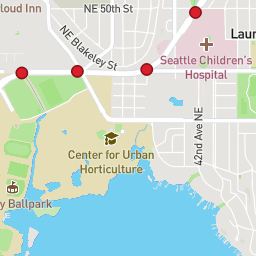 loud Inn
NE 50th St
NE Blakeley St
Laur
Seattle Children's
Hospital
42nd Ave NE
Center for Urban
Horticulture
y Ballpark